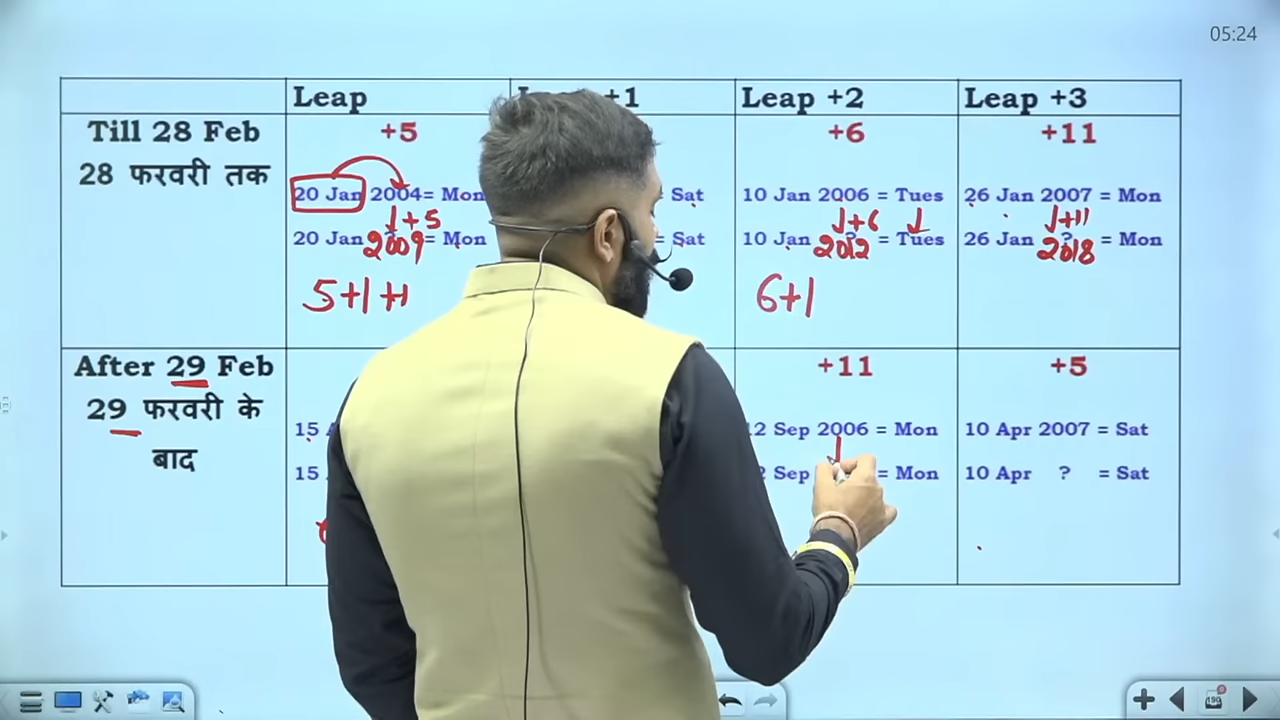 05:24
Leap
+1
Leap +2
Leap +3
Till 28 Feb
28 फरवरी तक
+5
20 Jan 2004= Mon
↓+5
20 Jan 2009= Mon
5+1+1
Sat
= Sat
+6
10 Jan 2006 = Tues
↓+6 ↓
10 Jan 2012 = Tues
6+1
+11
26 Jan 2007 = Mon
↓+11
26 Jan ? 2018 = Mon
After 29 Feb
29 फरवरी के
बाद
15
15
+11
12 Sep 2006 = Mon
Sep = Mon
+5
10 Apr 2007 = Sat
10 Apr ? = Sat